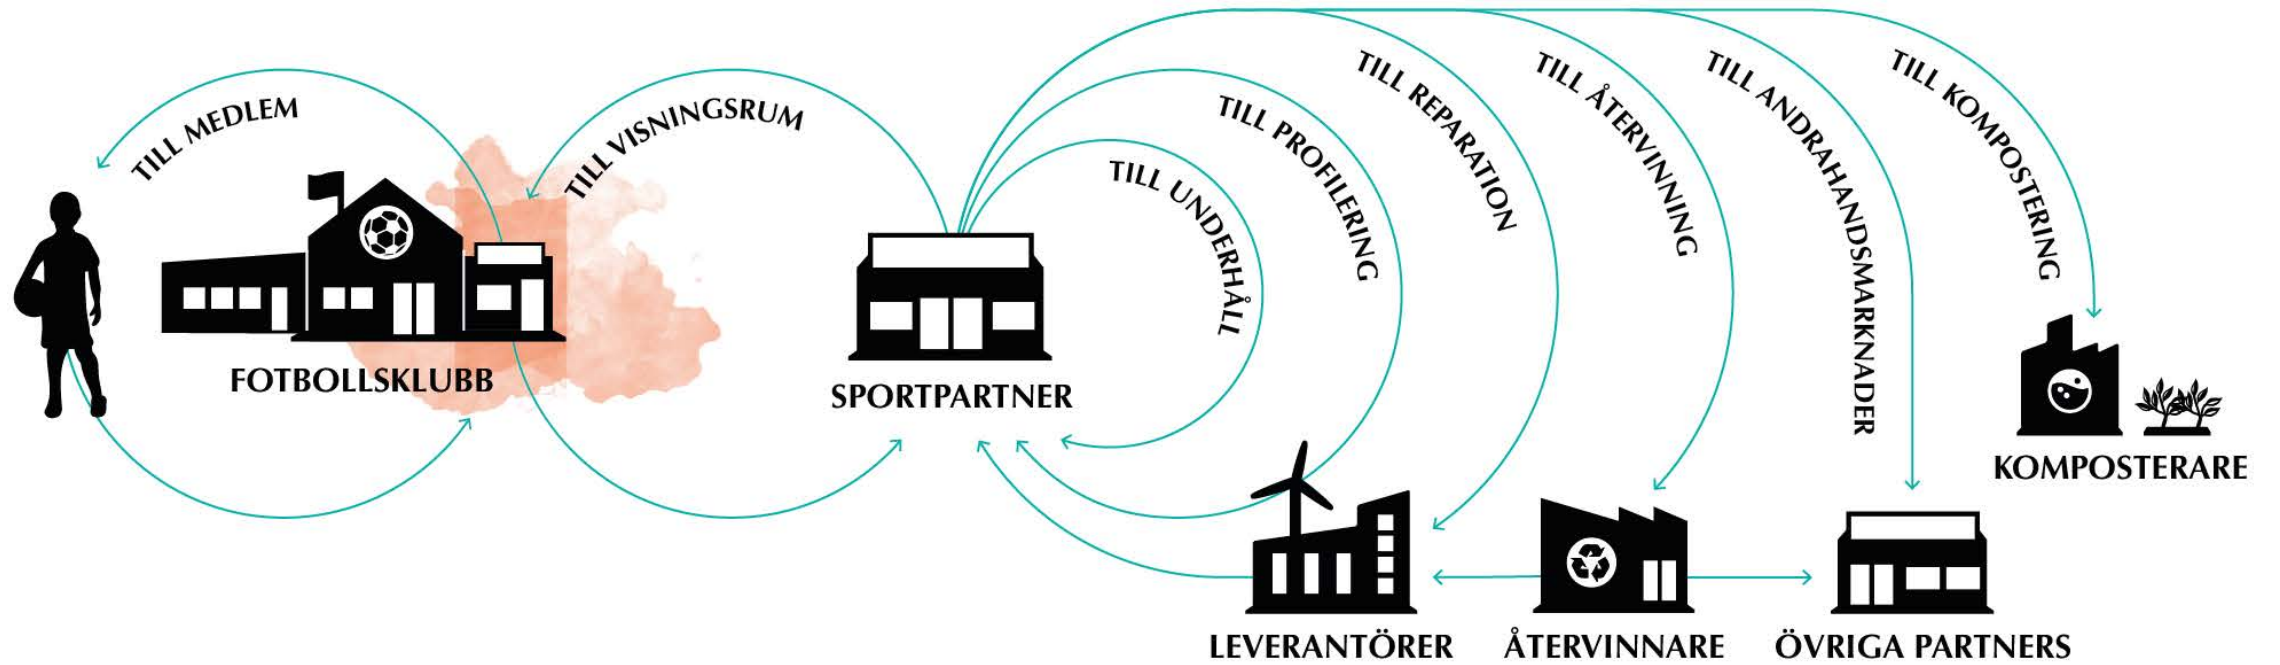 TILL MEDLEM
TILL VISNINGSRUM
TILL UNDERHÅLL
TILL PROFILERING
TILL REPARATION
TILL ÅTERVINNING
TILL ANDRAHANDSMARKNADER
TILL KOMPOSTERING
FOTBOLLSKLUBB
SPORTPARTNER
KOMPOSTERARE
LEVERANTÖRER
ÅTERVINNARE
ÖVRIGA PARTNERS